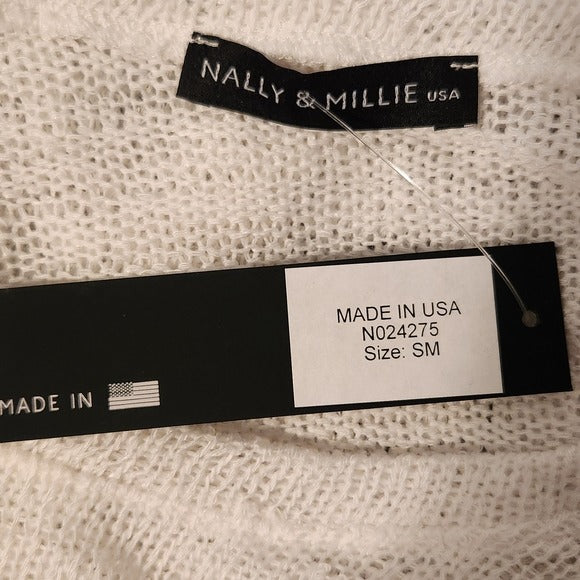 NALLY & MILLIE USA
MADE IN USA
N024275
Size: SM
MADE IN